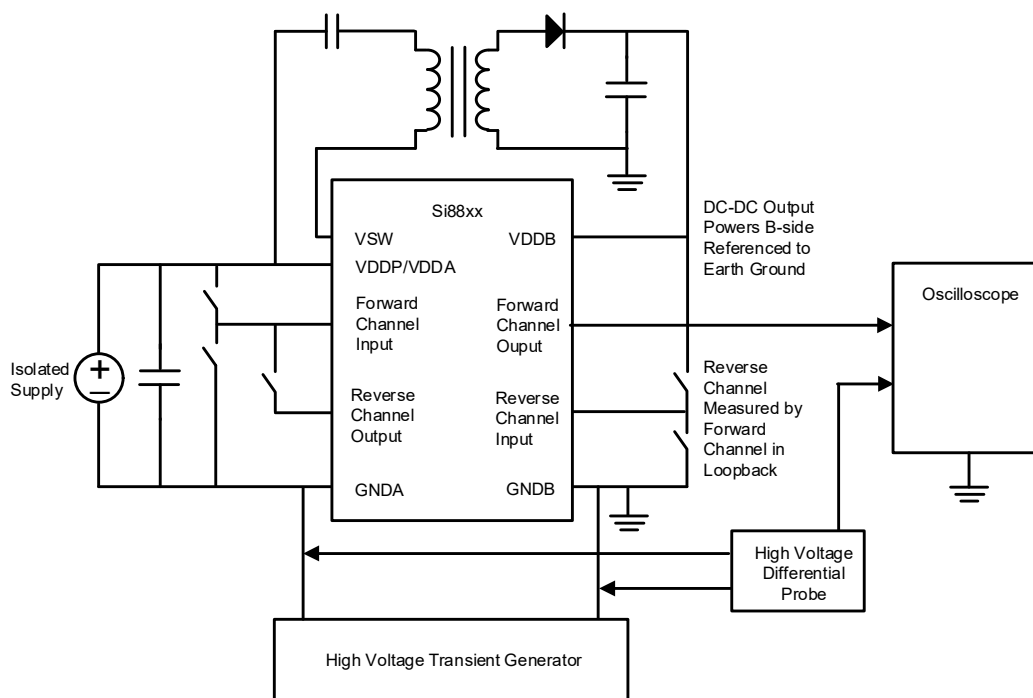 Si88xx
VSW
VDDB
VDDP/VDDA
Forward
Channel
Input
Forward
Channel
Ouput
Reverse
Channel
Output
Reverse
Channel
Input
GNDA
GNDB
DC-DC Output
Powers B-side
Referenced to
Earth Ground
Oscilloscope
Isolated
Supply
Reverse
Channel
Measured by
Forward
Channel in
Loopback
High Voltage
Differential
Probe
High Voltage Transient Generator